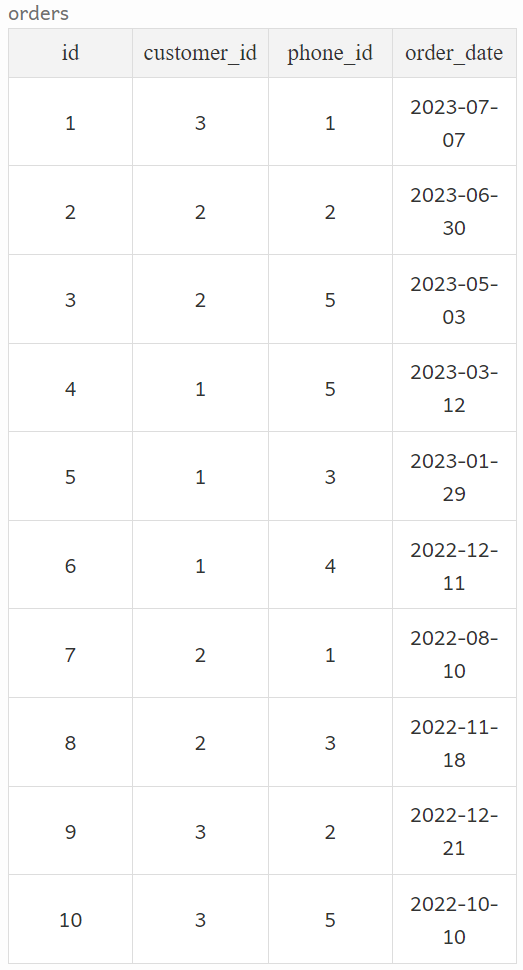 orders
id customer_id phone_id order_date
1 3 1 2023-07-
07
2 2 2 2023-06-
30
3 2 5 2023-05-
03
4 1 5 2023-03-
12
5 1 3 2023-01-
29
6 1 4 2022-12-
11
7 2 1 2022-08-
10
8 2 3 2022-11-
18
9 3 2 2022-12-
21
10 3 5 2022-10-
10